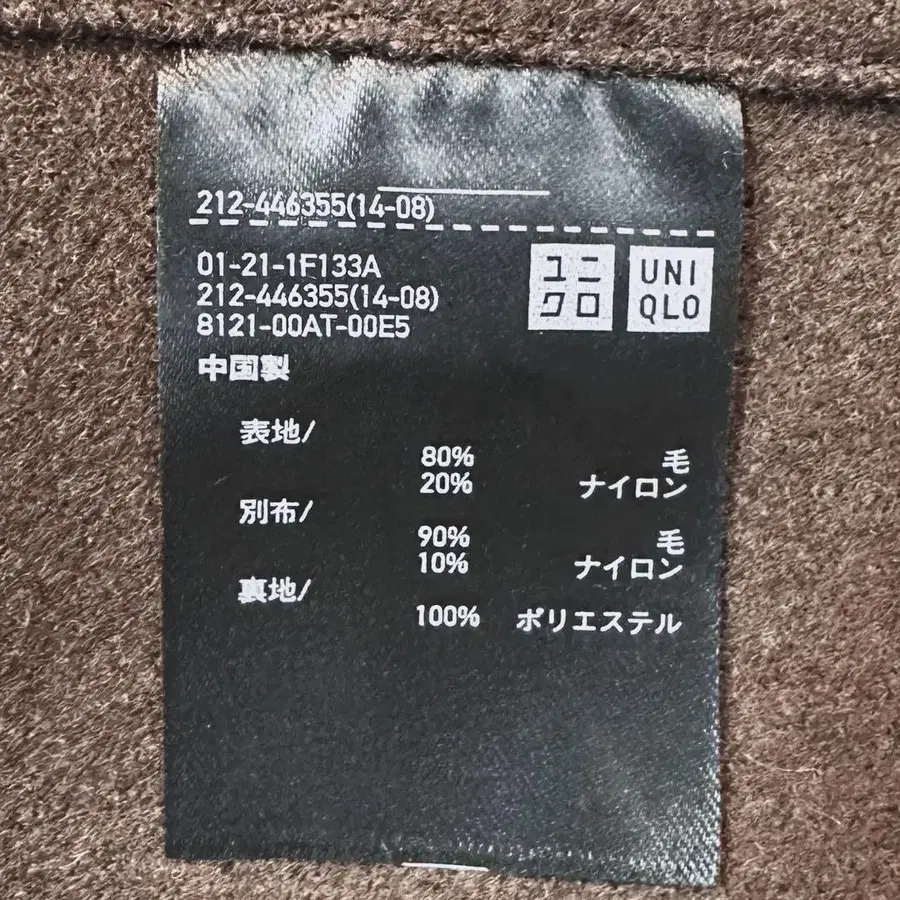 212-446355(14-08)
01-21-1F133A
212-446355(14-08)
8121-00AT-00E5
ユニ
クロ
UNI
QLO
中国製
表地/
80% 毛
20% ナイロン
別布/
90% 毛
10% ナイロン
裏地/
100% ポリエステル